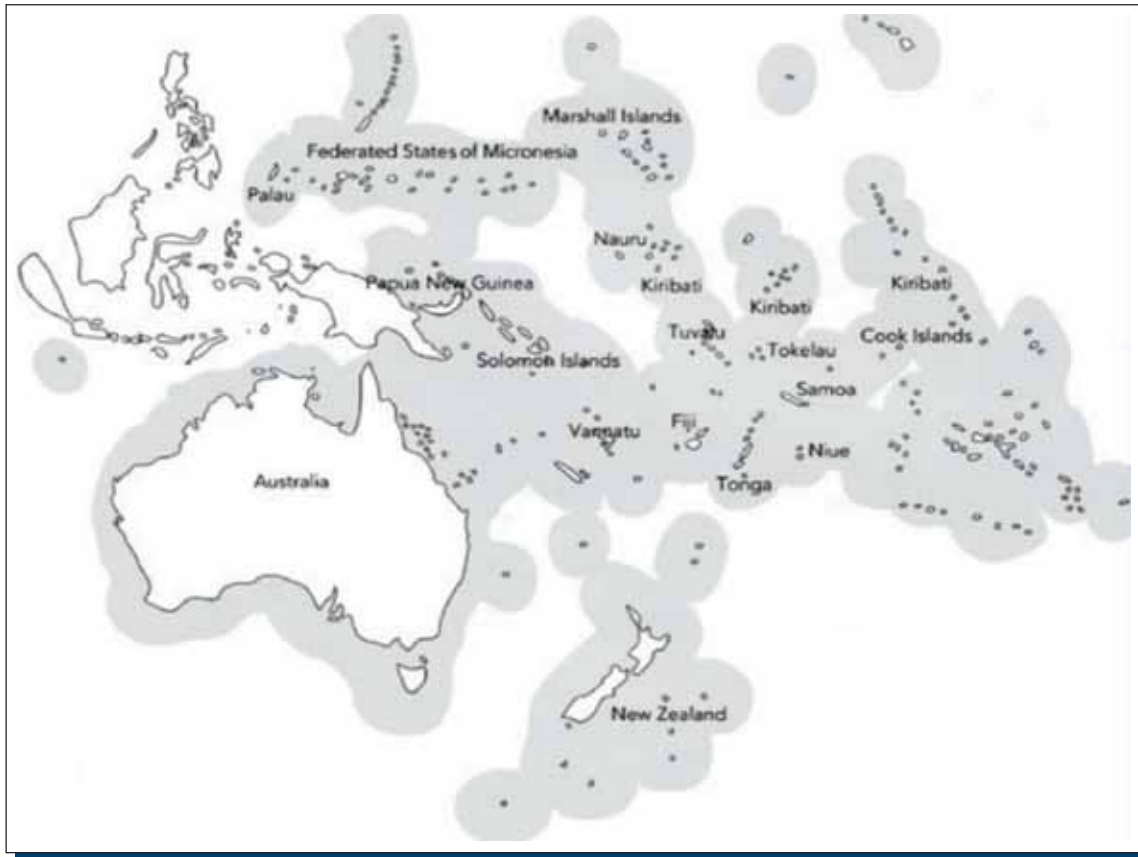 Marshall Islands
Federated States of Micronesia
Palau
Nauru
Papua New Guinea
Kiribati
Kiribati
Kiribati
Tuvalu
Cook Islands
Tokelau
Solomon Islands
Samoa
Fiji
Vannatu
Niue
Australia
Tonga
New Zealand